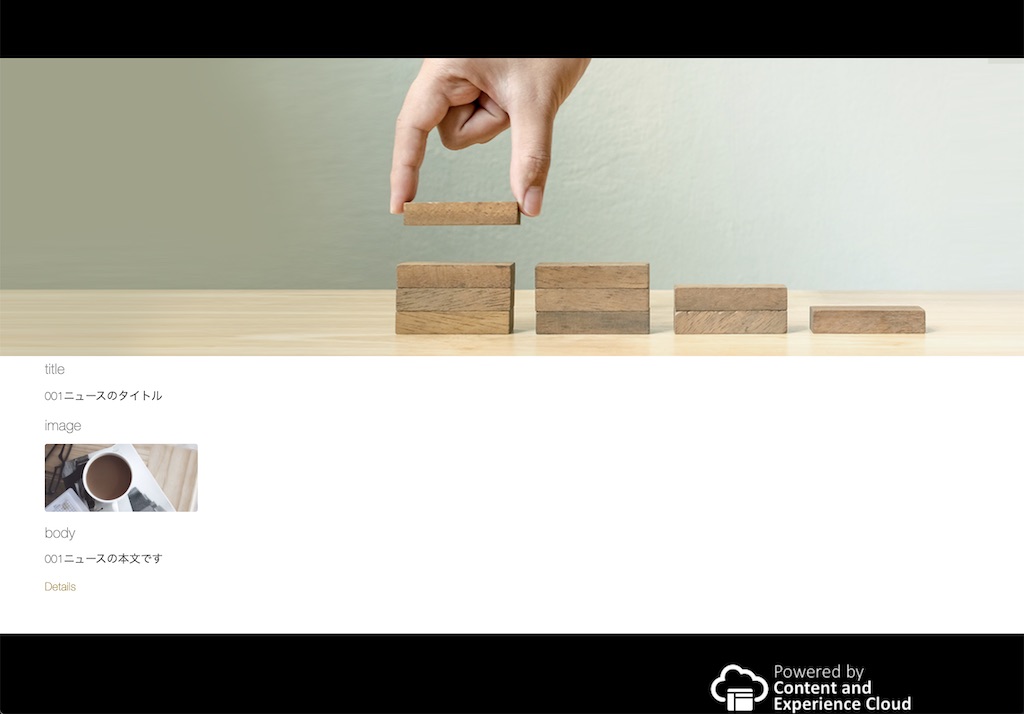 title
001ニュースのタイトル
image
body
001ニュースの本文です
Details
Powered by
Content and
Experience Cloud